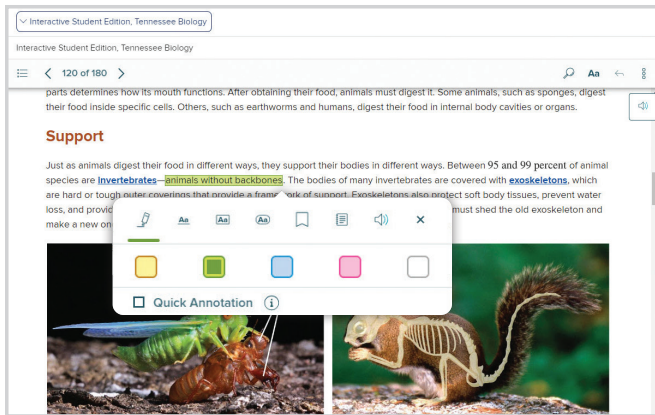 Interactive Student Edition, Tennessee Biology
Interactive Student Edition, Tennessee Biology
120 of 180
Aa
parts determines how its mouth functions. After obtaining their food, animals must digest it. Some animals, such as sponges, digest
their food inside specific cells. Others, such as earthworms and humans, digest their food in internal body cavities or organs.
Support
Just as animals digest their food in different ways, they support their bodies in different ways. Between 95 and 99 percent of animal
species are invertebrates—animals without backbones. The bodies of many invertebrates are covered with exoskeletons, which
are hard or tough outer coverings that provide a framework of support. Exoskeletons also protect soft body tissues, prevent water
loss, and must shed the old exoskeleton and
make a new on
Aa Aa Aa
Quick Annotation